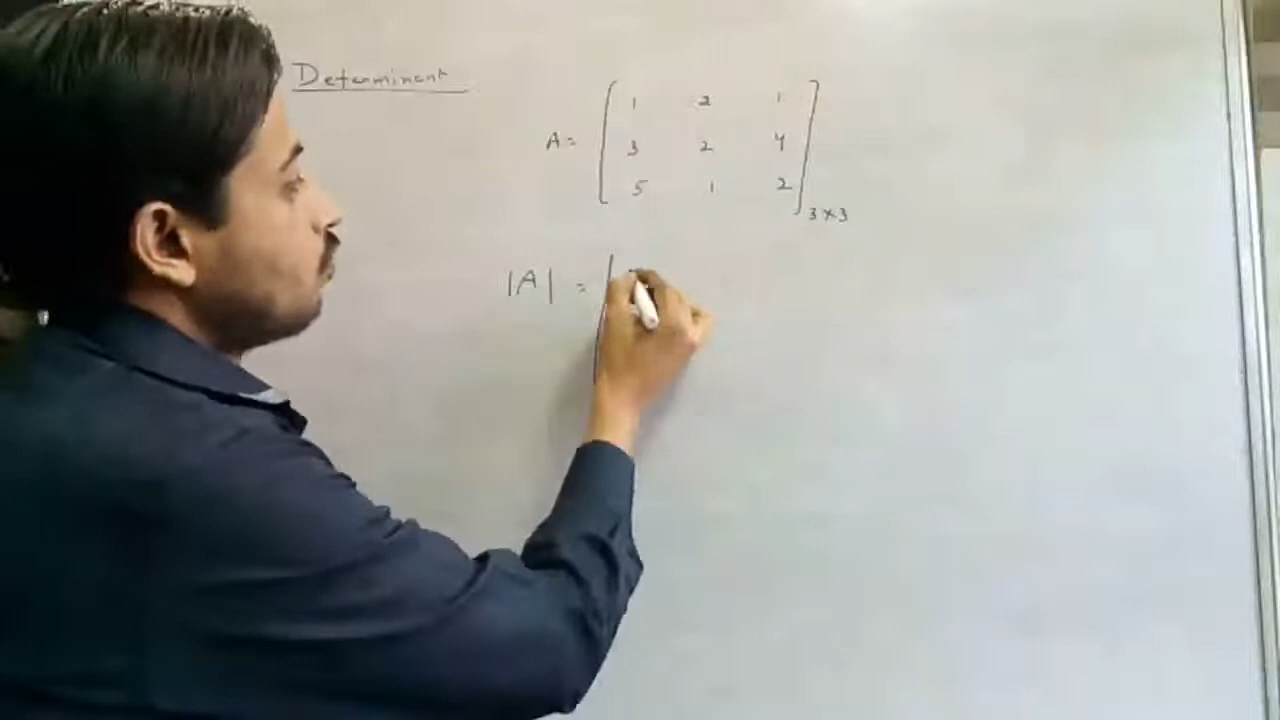 Determinant
A = [ 1 2 1
3 2 4
5 1 2 ] 3×3
|A| = |